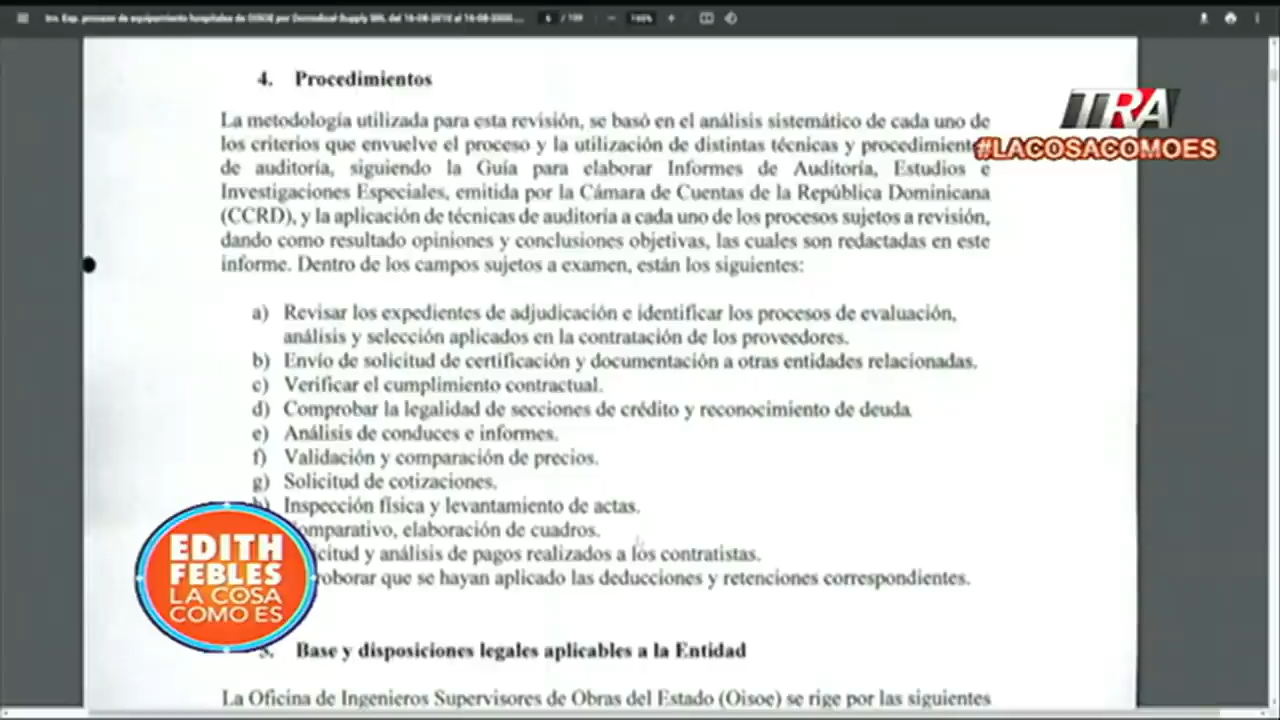 4. Procedimientos
La metodología utilizada para esta revisión, se basó en el análisis sistemático de cada uno de
los criterios que envuelve el proceso y la utilización de distintas técnicas y
de auditoría, siguiendo la Guía para elaborar Informes de Auditoría, Estudios e
Investigaciones Especiales, emitida por la Cámara de Cuentas de la República Dominicana
(CCRD), y la aplicación de técnicas de auditoría a cada uno de los procesos sujetos a revisión,
dando como resultado opiniones y conclusiones objetivas, las cuales son redactadas en este
informe. Dentro de los campos sujetos a examen, están los siguientes:
a) Revisar los expedientes de adjudicación e identificar los procesos de evaluación,
análisis y selección aplicados en la contratación de los proveedores.
b) Envío de solicitud de certificación y documentación a otras entidades relacionadas.
c) Verificar el cumplimiento contractual.
d) Comprobar la legalidad de secciones de crédito y reconocimiento de deuda
e) Análisis de conduces e informes.
f) Validación y comparación de precios.
g) Solicitud de cotizaciones.
h) Inspección física y levantamiento de actas.
omparativo, elaboración de cuadros.
icitud y análisis de pagos realizados a los contratistas.
roborar que se hayan aplicado las deducciones y retenciones correspondientes.
5. Base y disposiciones legales aplicables a la Entidad
La Oficina de Ingenieros Supervisores de Obras del Estado (Oisoe) se rige por las siguientes
TRA
#LACOSACOMOES
EDITH
FEBLES
LA COSA
COMO ES